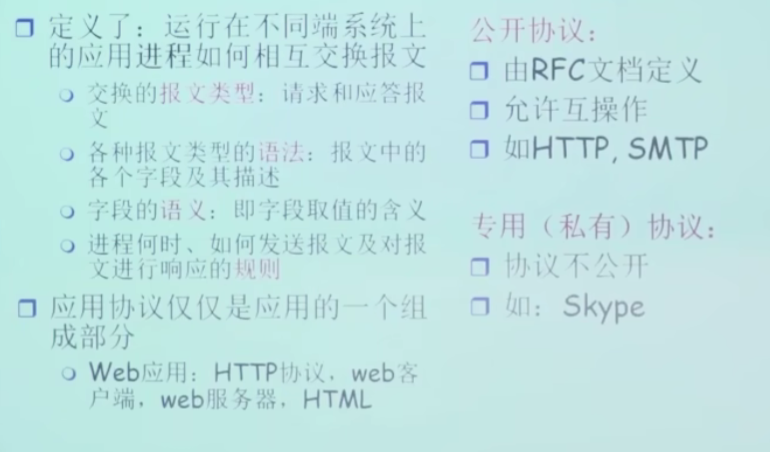 定义了：运行在不同端系统上
的应用进程如何相互交换报文
交换的报文类型：请求和应答报
文
各种报文类型的语法：报文中的
各个字段及其描述
字段的语义：即字段取值的含义
进程何时、如何发送报文及对报
文进行响应的规则
应用协议仅仅是应用的一个组
成部分
Web应用：HTTP协议，web客
户端，web服务器，HTML
公开协议：
由RFC文档定义
允许互操作
如HTTP, SMTP
专用（私有）协议：
协议不公开
如：Skype